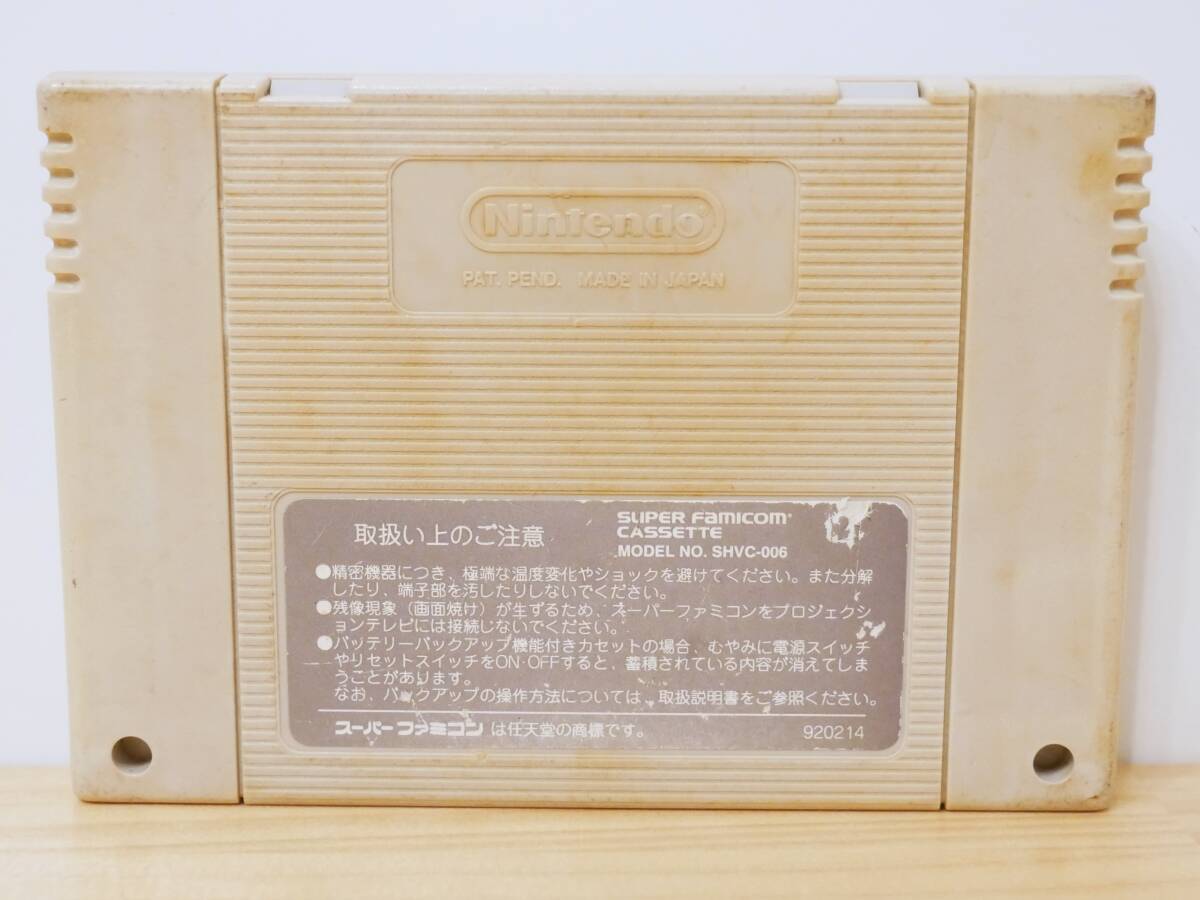 Nintendo
PAT. PEND. MADE IN JAPAN
取扱い上のご注意
SUPER FAMICOM
CASSETTE
MODEL NO. SHVC-006
●精密機器につき、極端な温度変化やショックを避けてください。また分解
したり、端子部を汚したりしないでください。
●残像現象（画面焼け）が生ずるため、スーパーファミコンをプロジェクシ
ョンテレビには接続しないでください。
●バッテリーバックアップ機能付きカセットの場合、むやみに電源スイッチ
やリセットスイッチをON·OFFすると、蓄積されている内容が消えてしま
うことがあります。
なお、バックアップの操作方法については、取扱説明書をご参照ください。
スーパーファミコン は任天堂の商標です。
920214